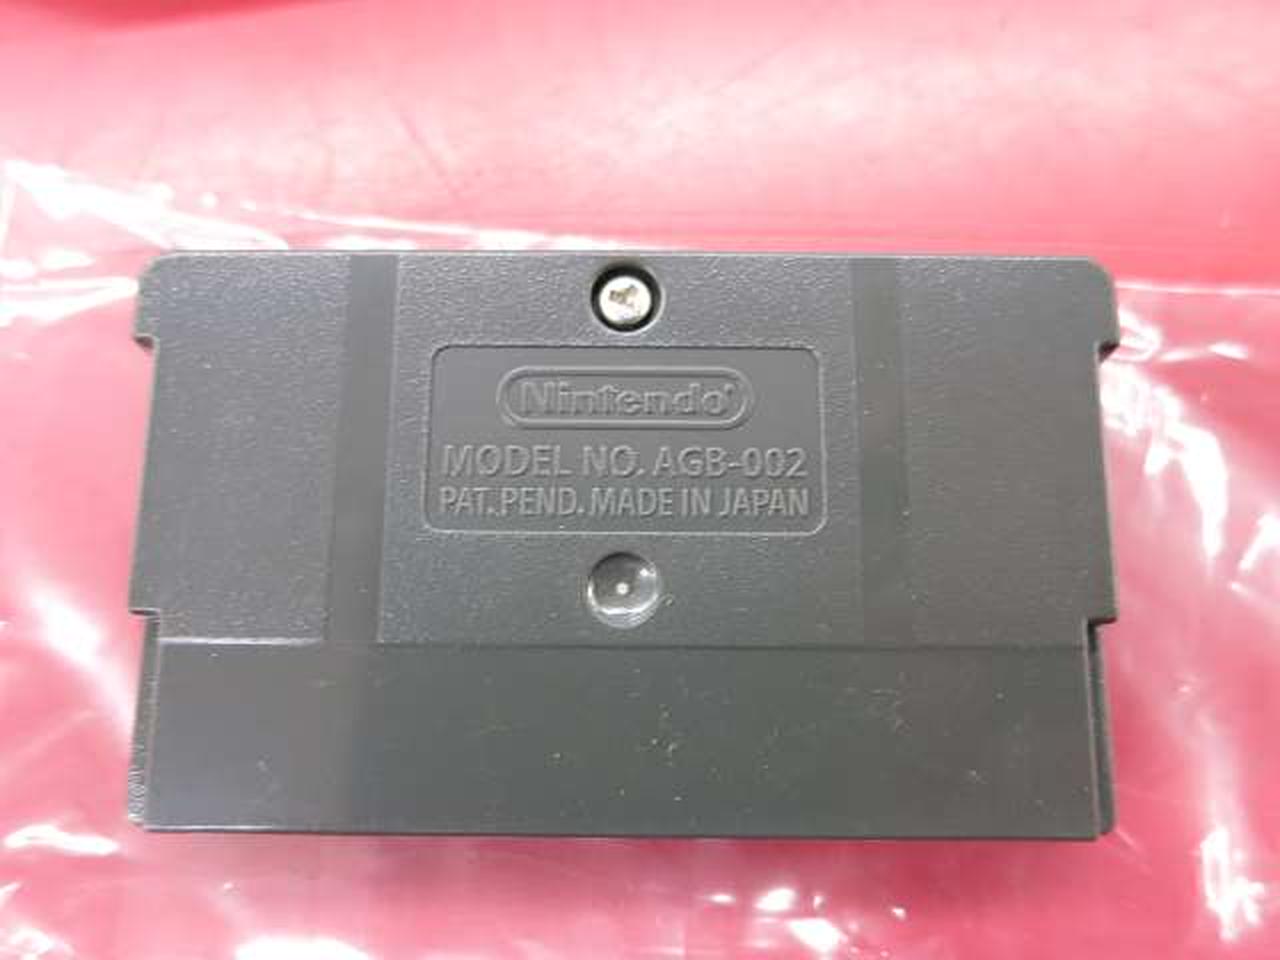 Nintendo®
MODEL NO. AGB-002
PAT. PEND. MADE IN JAPAN